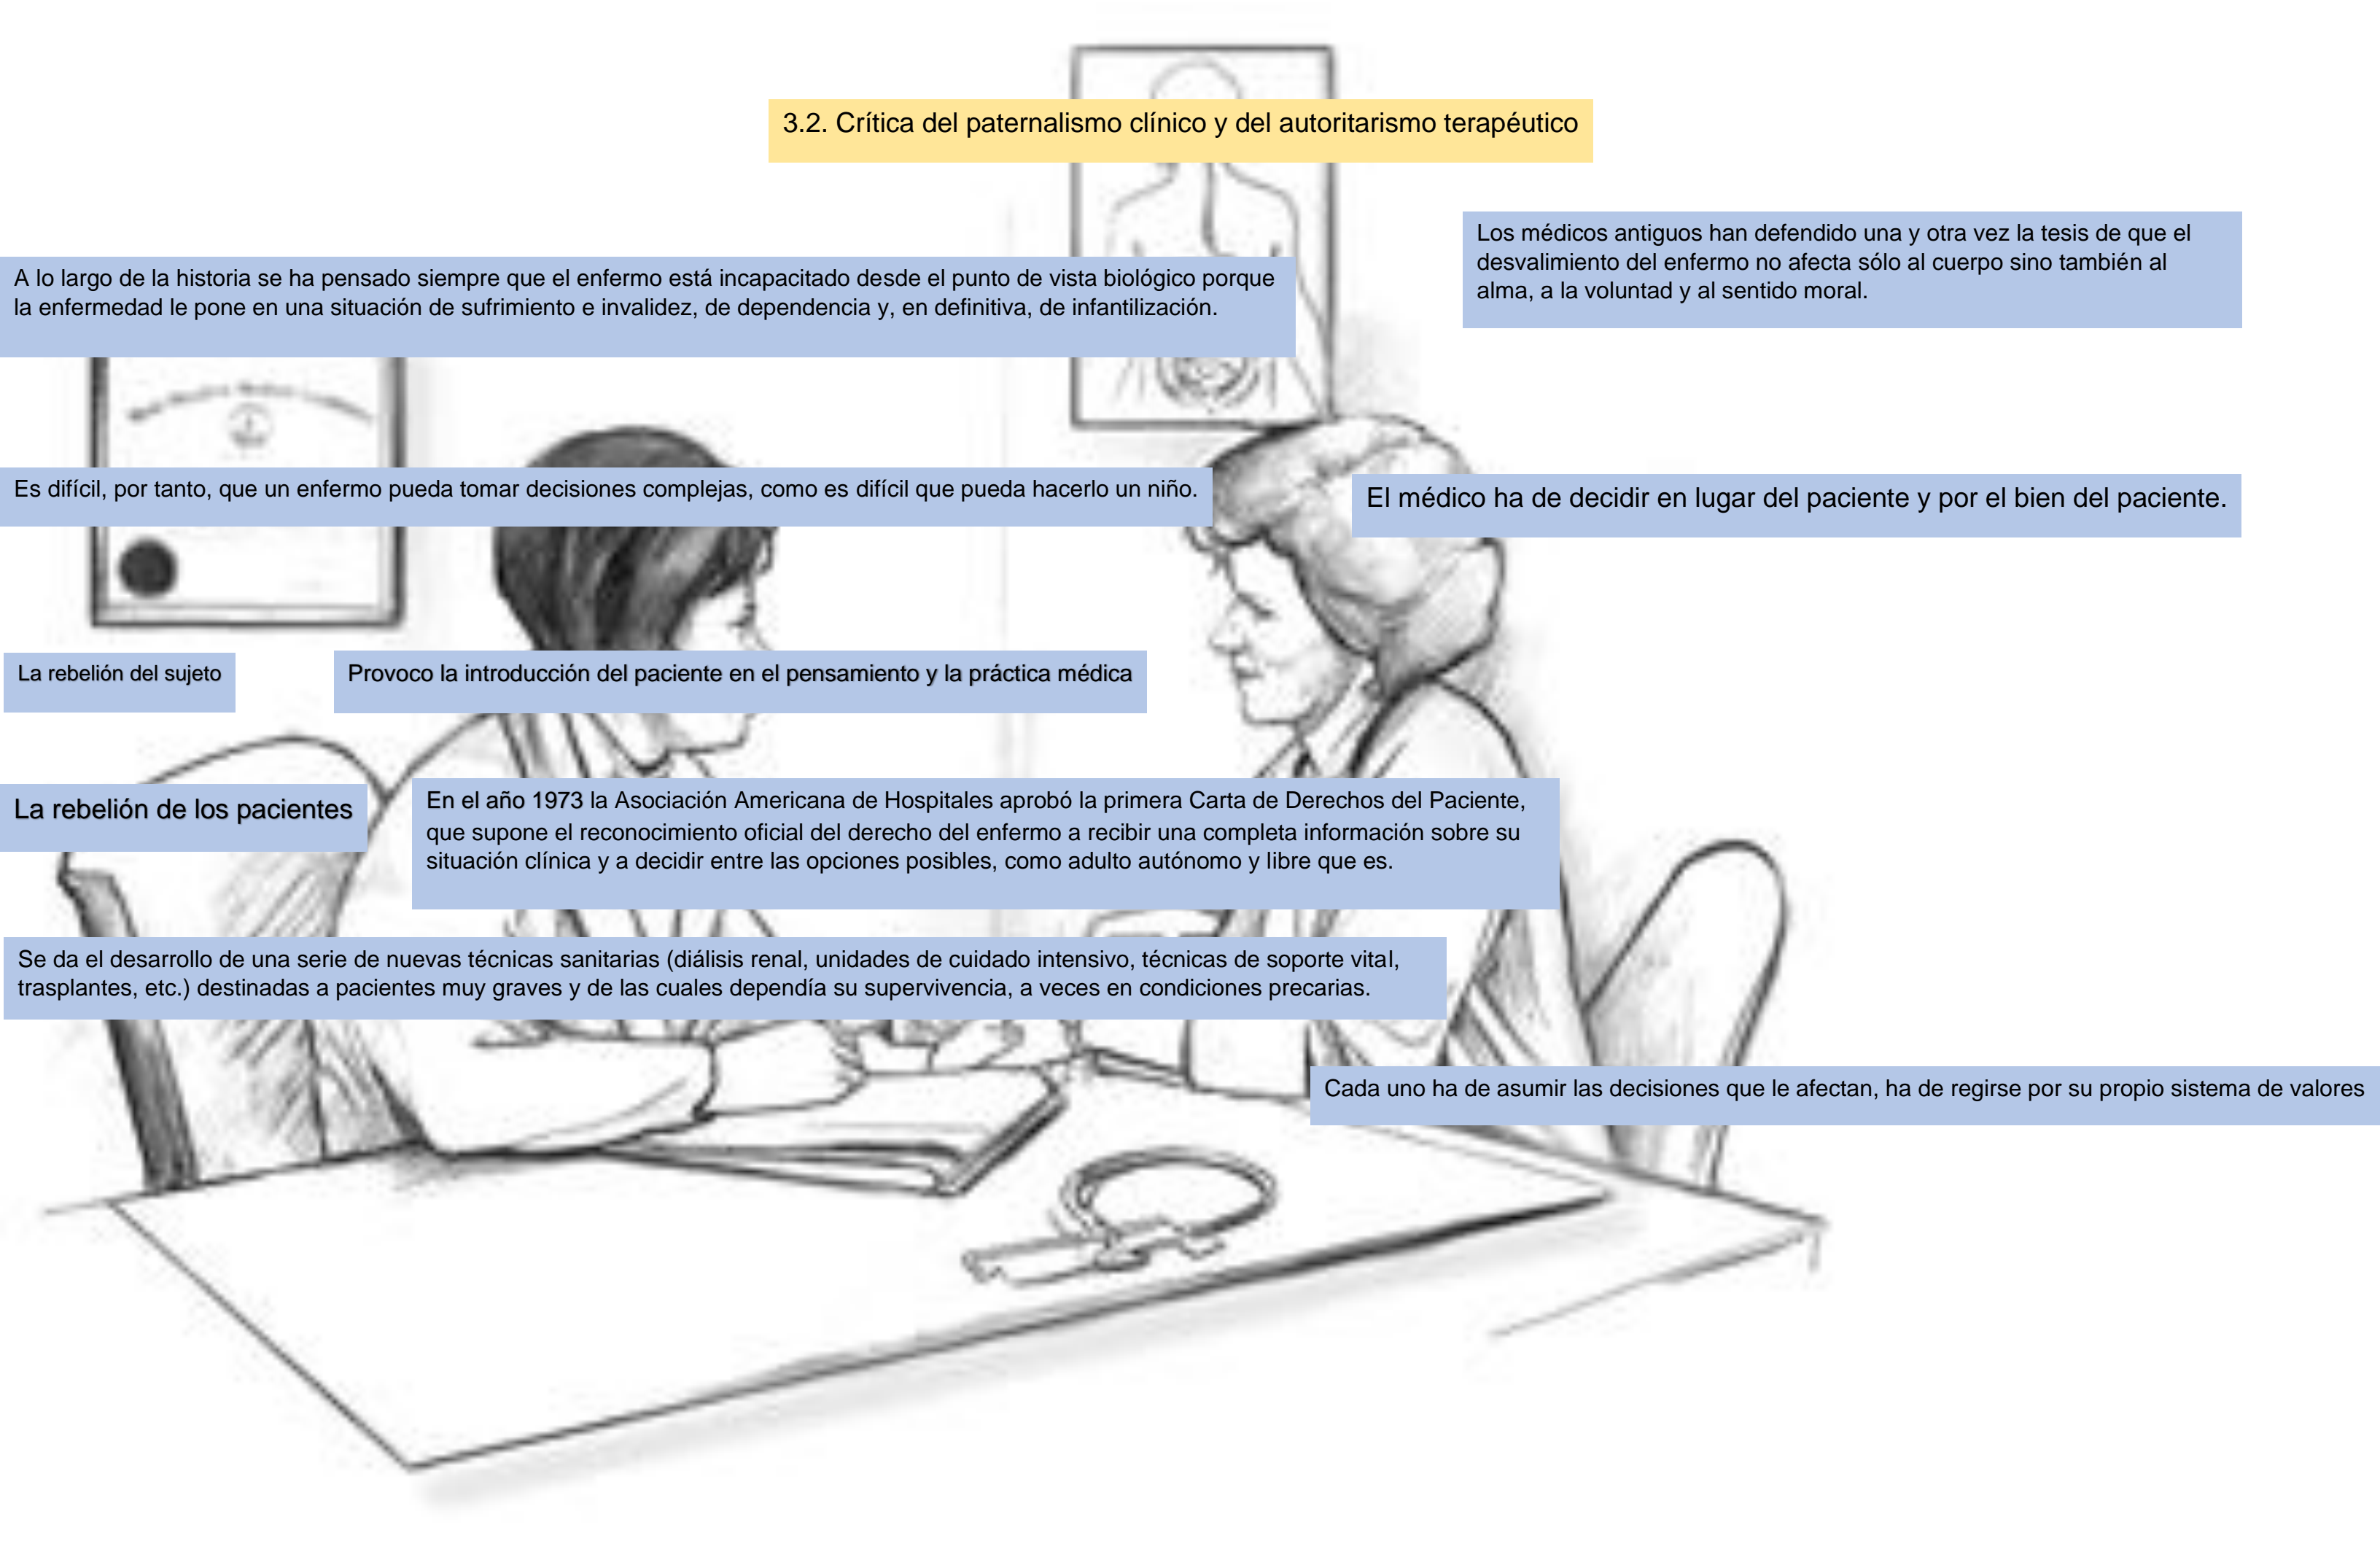 3.2. Crítica del paternalismo clínico y del autoritarismo terapéutico
A lo largo de la historia se ha pensado siempre que el enfermo está incapacitado desde el punto de vista biológico porque
la enfermedad le pone en una situación de sufrimiento e invalidez, de dependencia y, en definitiva, de infantilización.
Los médicos antiguos han defendido una y otra vez la tesis de que el
desvalimiento del enfermo no afecta sólo al cuerpo sino también al
alma, a la voluntad y al sentido moral.
Es difícil, por tanto, que un enfermo pueda tomar decisiones complejas, como es difícil que pueda hacerlo un niño.
El médico ha de decidir en lugar del paciente y por el bien del paciente.
La rebelión del sujeto
Provoco la introducción del paciente en el pensamiento y la práctica médica
La rebelión de los pacientes
En el año 1973 la Asociación Americana de Hospitales aprobó la primera Carta de Derechos del Paciente,
que supone el reconocimiento oficial del derecho del enfermo a recibir una completa información sobre su
situación clínica y a decidir entre las opciones posibles, como adulto autónomo y libre que es.
Se da el desarrollo de una serie de nuevas técnicas sanitarias (diálisis renal, unidades de cuidado intensivo, técnicas de soporte vital,
trasplantes, etc.) destinadas a pacientes muy graves y de las cuales dependía su supervivencia, a veces en condiciones precarias.
Cada uno ha de asumir las decisiones que le afectan, ha de regirse por su propio sistema de valores